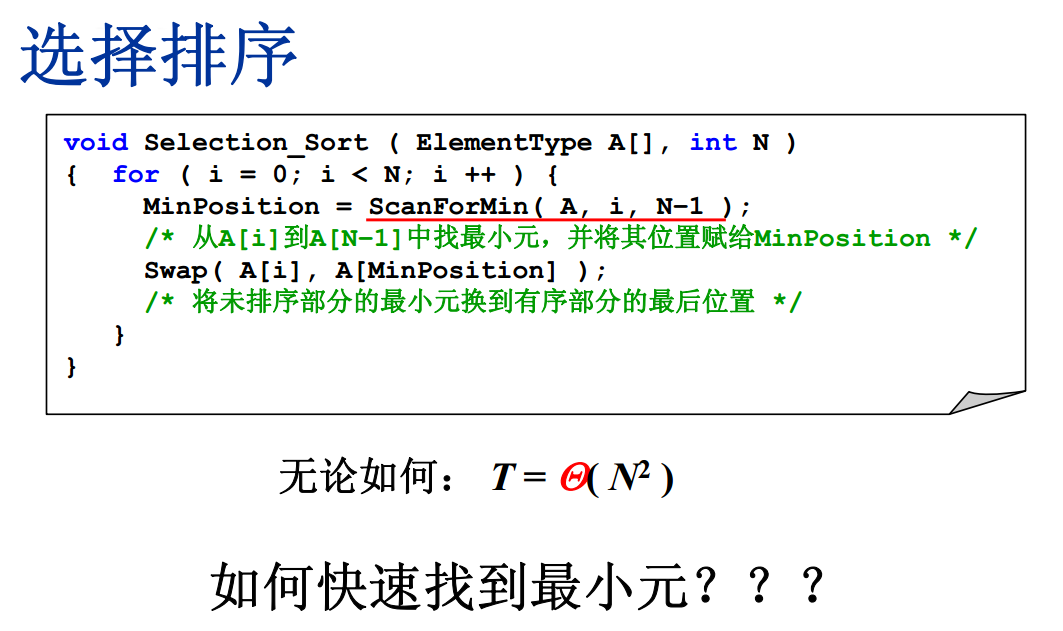 选择排序
void Selection_Sort ( ElementType A[], int N )
{ for ( i = 0; i < N; i ++ ) {
MinPosition = ScanForMin( A, i, N–1 );
/* 从A[i]到A[N–1]中找最小元，并将其位置赋给MinPosition */
Swap( A[i], A[MinPosition] );
/* 将未排序部分的最小元换到有序部分的最后位置 */
}
}
无论如何： T = Θ( N² )
如何快速找到最小元？？？